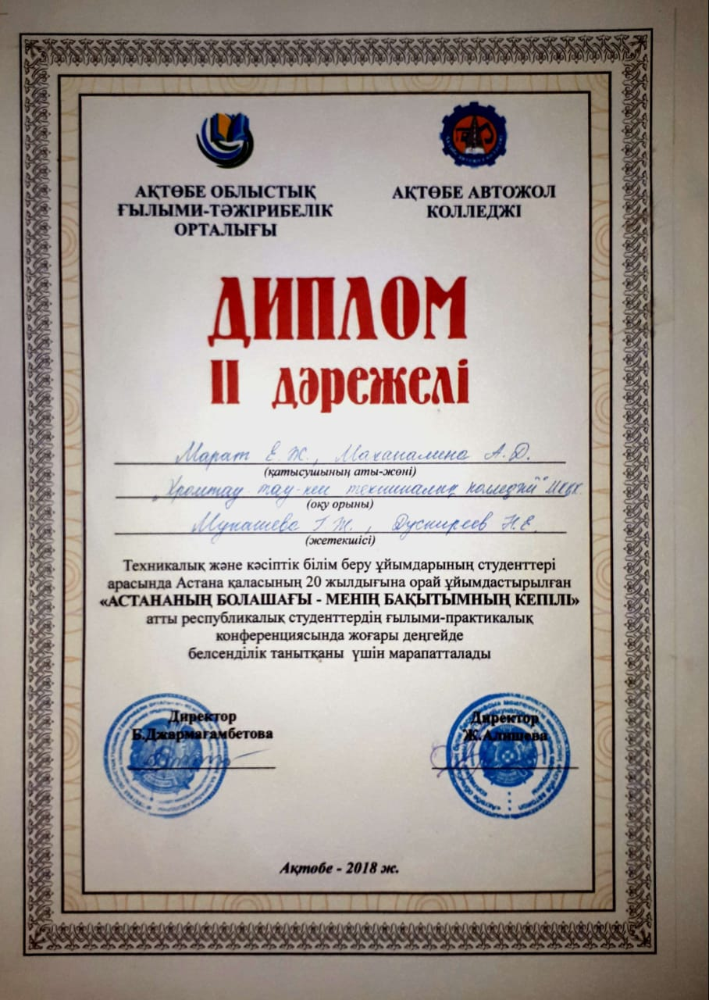 АҚТӨБЕ ОБЛЫСТЫҚ
ҒЫЛЫМИ-ТӘЖІРИБЕЛІК
ОРТАЛЫҒЫ
АҚТӨБЕ АВТОЖОЛ
КОЛЛЕДЖІ
ДИПЛОМ
II дәрежелі
Марат Е.Ж., Маханалина А.Д.
(қатысушының аты-жөні)
"Хромтау тау-кен техникалық колледжі" МКҚК.
(оқу орыны)
Мунашева Г.Ж., Дускиреев Н.Е.
(жетекшісі)
Техникалық және кәсіптік білім беру ұйымдарының студенттері
арасында Астана қаласының 20 жылдығына орай ұйымдастырылған
«АСТАНАНЫҢ БОЛАШАҒЫ - МЕНІҢ БАҚЫТЫМНЫҢ КЕПІЛІ»
атты республикалық студенттердің ғылыми-практикалық
конференциясында жоғары деңгейде
белсенділік танытқаны үшін марапатталады
Директор
Б.Джармағамбетова
Директор
Ж.Алишева
Ақтөбе - 2018 ж.